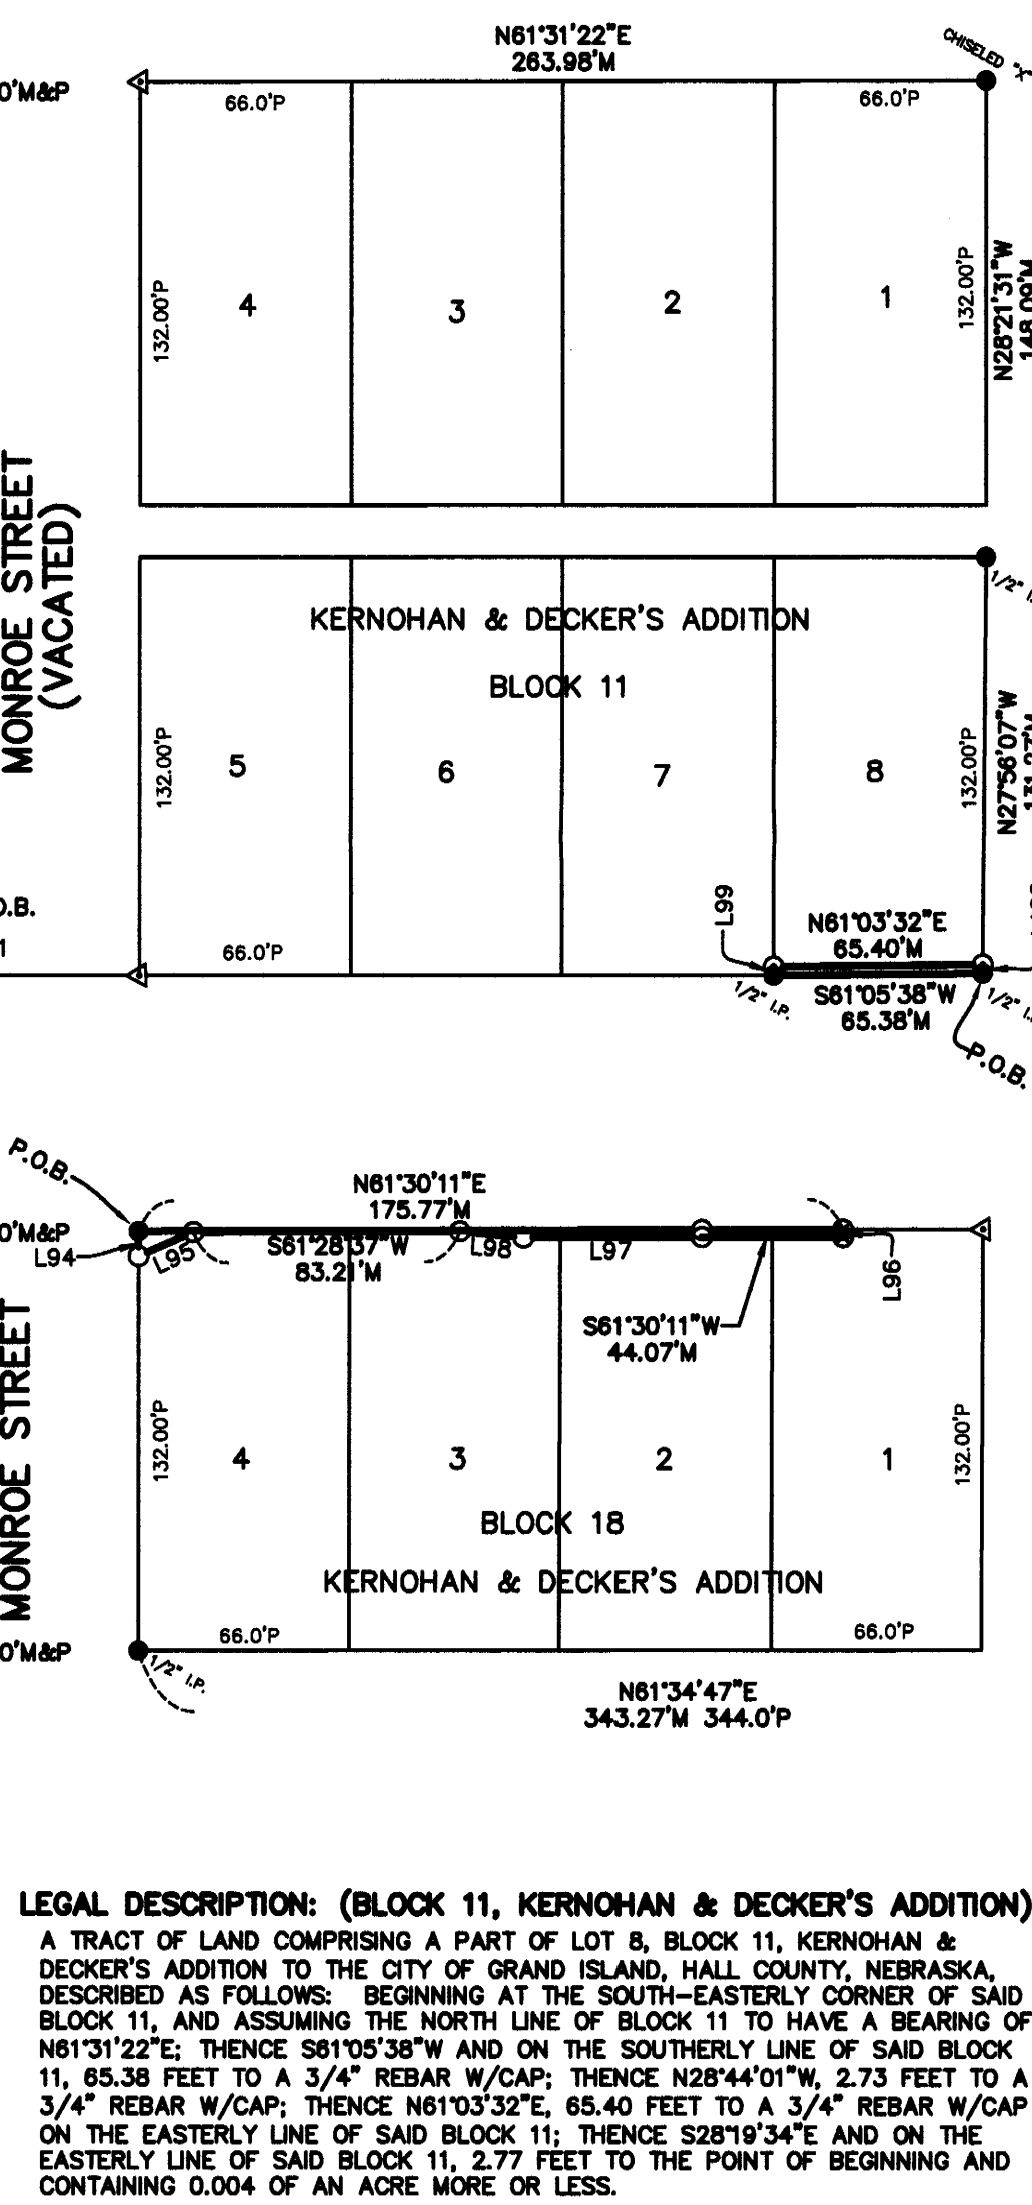 N61°31'22"E
263.98'M
CHISELED "X"
0'M&P
66.0'P
66.0'P
132.00'P
4
3
2
1
132.00'P
N28°21'31"W
148.09'M
MONROE STREET
(VACATED)
1/2" I.
KERNOHAN & DECKER'S ADDITION
BLOCK 11
132.00'P
5
6
7
8
132.00'P
N27°56'07"W
131.27'M
O.B.
1
66.0'P
L99
N61°03'32"E
65.40'M
1/2" I.P.
S61°05'38"W
65.38'M
1/2" I.
P.O.B.
P.O.B.
N61°30'11"E
175.77'M
0'M&P
L94
L95
S61°28'37"W
83.21'M
L98
L97
L96
S61°30'11"W
44.07'M
MONROE STREET
132.00'P
4
3
2
1
132.00'P
BLOCK 18
KERNOHAN & DECKER'S ADDITION
66.0'P
66.0'P
0'M&P
1/2" I.P.
N61°34'47"E
343.27'M 344.0'P
LEGAL DESCRIPTION: (BLOCK 11, KERNOHAN & DECKER'S ADDITION)
A TRACT OF LAND COMPRISING A PART OF LOT 8, BLOCK 11, KERNOHAN &
DECKER'S ADDITION TO THE CITY OF GRAND ISLAND, HALL COUNTY, NEBRASKA,
DESCRIBED AS FOLLOWS: BEGINNING AT THE SOUTH-EASTERLY CORNER OF SAID
BLOCK 11, AND ASSUMING THE NORTH LINE OF BLOCK 11 TO HAVE A BEARING OF
N61°31'22"E; THENCE S61°05'38"W AND ON THE SOUTHERLY LINE OF SAID BLOCK
11, 65.38 FEET TO A 3/4" REBAR W/CAP; THENCE N28°44'01"W, 2.73 FEET TO A
3/4" REBAR W/CAP; THENCE N61°03'32"E, 65.40 FEET TO A 3/4" REBAR W/CAP
ON THE EASTERLY LINE OF SAID BLOCK 11; THENCE S28°19'34"E AND ON THE
EASTERLY LINE OF SAID BLOCK 11, 2.77 FEET TO THE POINT OF BEGINNING AND
CONTAINING 0.004 OF AN ACRE MORE OR LESS.